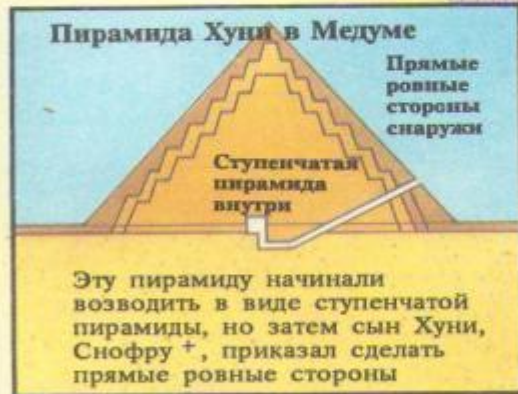 Пирамида Хуни в Медуме
Прямые
ровные
стороны
снаружи
Ступенчатая
пирамида
внутри
Эту пирамиду начинали
возводить в виде ступенчатой
пирамиды, но затем сын Хуни,
Снофру +, приказал сделать
прямые ровные стороны